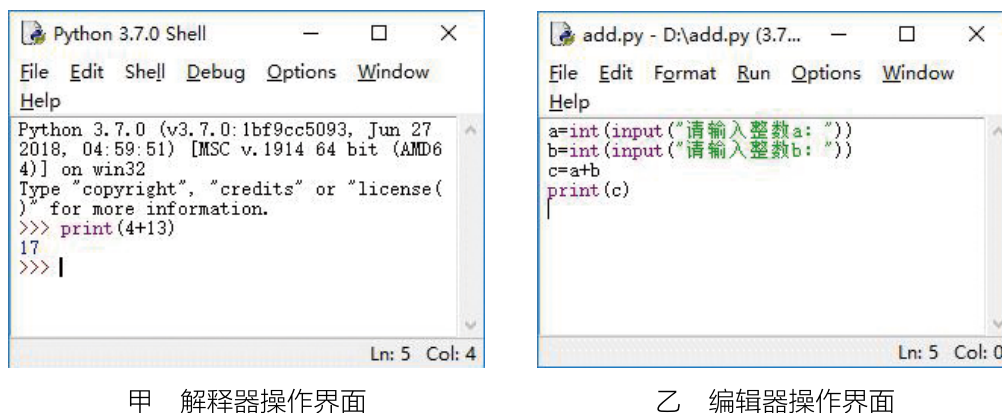 Python 3.7.0 Shell
File Edit Shell Debug Options Window
Help
Python 3.7.0 (v3.7.0:1bf9cc5093, Jun 27
2018, 04:59:51) [MSC v.1914 64 bit (AMD6
4)] on win32
Type "copyright", "credits" or "license(
)" for more information.
>>> print(4+13)
17
>>>
Ln: 5 Col: 4
甲 解释器操作界面
add.py - D:\add.py (3.7...
File Edit Format Run Options Window
Help
a=int(input("请输入整数a: "))
b=int(input("请输入整数b: "))
c=a+b
print(c)
Ln: 5 Col: 0
乙 编辑器操作界面